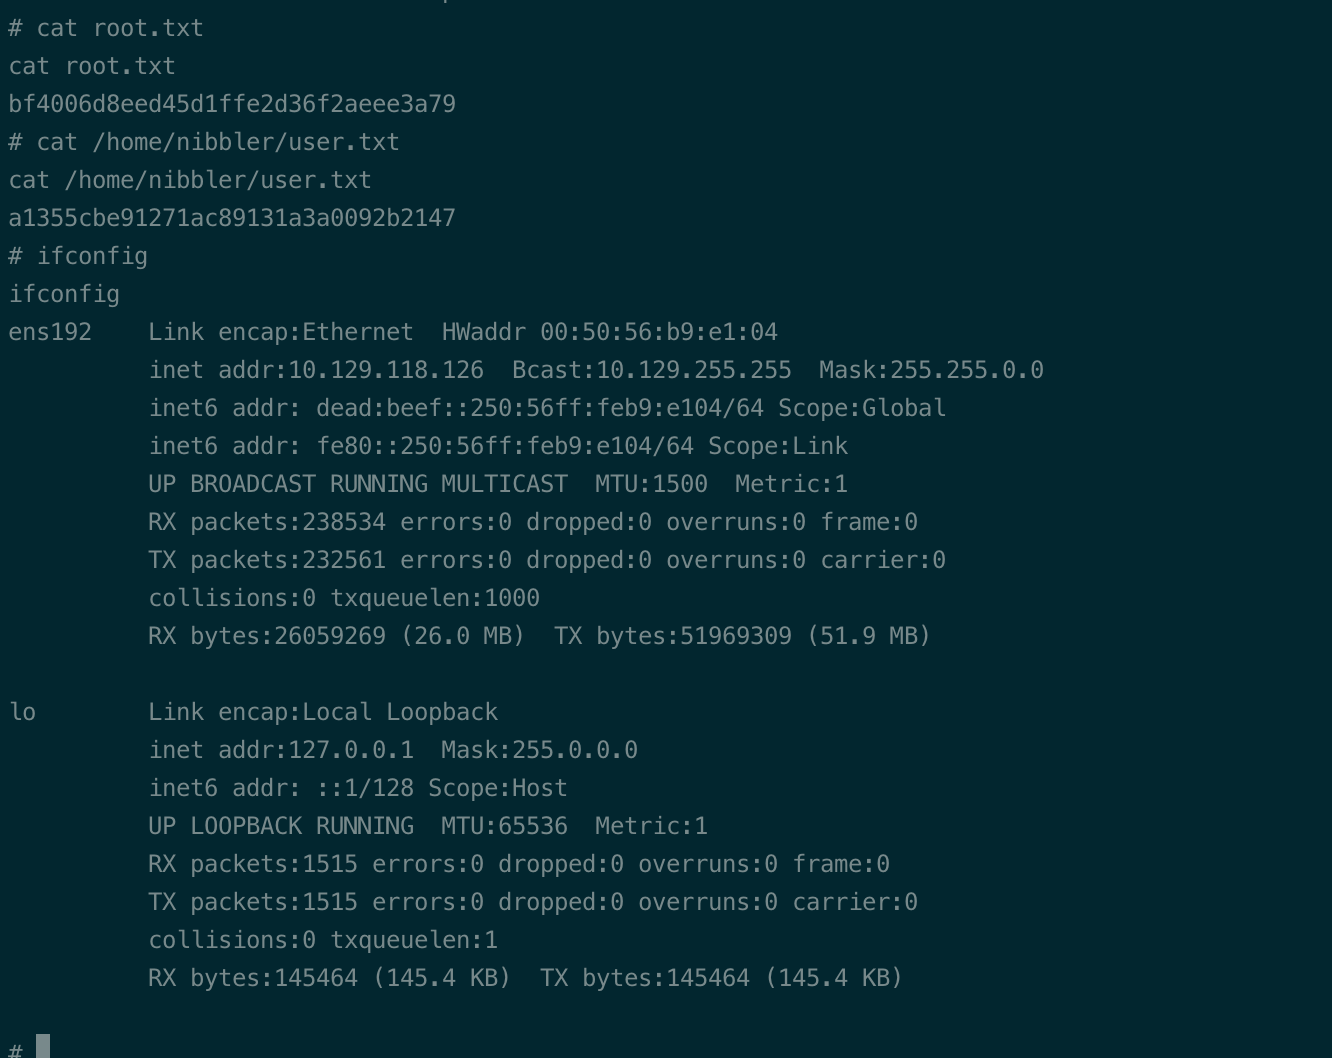 # cat root.txt
cat root.txt
bf4006d8eed45d1ffe2d36f2aeee3a79
# cat /home/nibbler/user.txt
cat /home/nibbler/user.txt
a1355cbe91271ac89131a3a0092b2147
# ifconfig
ifconfig
ens192    Link encap:Ethernet  HWaddr 00:50:56:b9:e1:04
          inet addr:10.129.118.126  Bcast:10.129.255.255  Mask:255.255.0.0
          inet6 addr: dead:beef::250:56ff:feb9:e104/64 Scope:Global
          inet6 addr: fe80::250:56ff:feb9:e104/64 Scope:Link
          UP BROADCAST RUNNING MULTICAST  MTU:1500  Metric:1
          RX packets:238534 errors:0 dropped:0 overruns:0 frame:0
          TX packets:232561 errors:0 dropped:0 overruns:0 carrier:0
          collisions:0 txqueuelen:1000
          RX bytes:26059269 (26.0 MB)  TX bytes:51969309 (51.9 MB)

lo        Link encap:Local Loopback
          inet addr:127.0.0.1  Mask:255.0.0.0
          inet6 addr: ::1/128 Scope:Host
          UP LOOPBACK RUNNING  MTU:65536  Metric:1
          RX packets:1515 errors:0 dropped:0 overruns:0 frame:0
          TX packets:1515 errors:0 dropped:0 overruns:0 carrier:0
          collisions:0 txqueuelen:1
          RX bytes:145464 (145.4 KB)  TX bytes:145464 (145.4 KB)

#